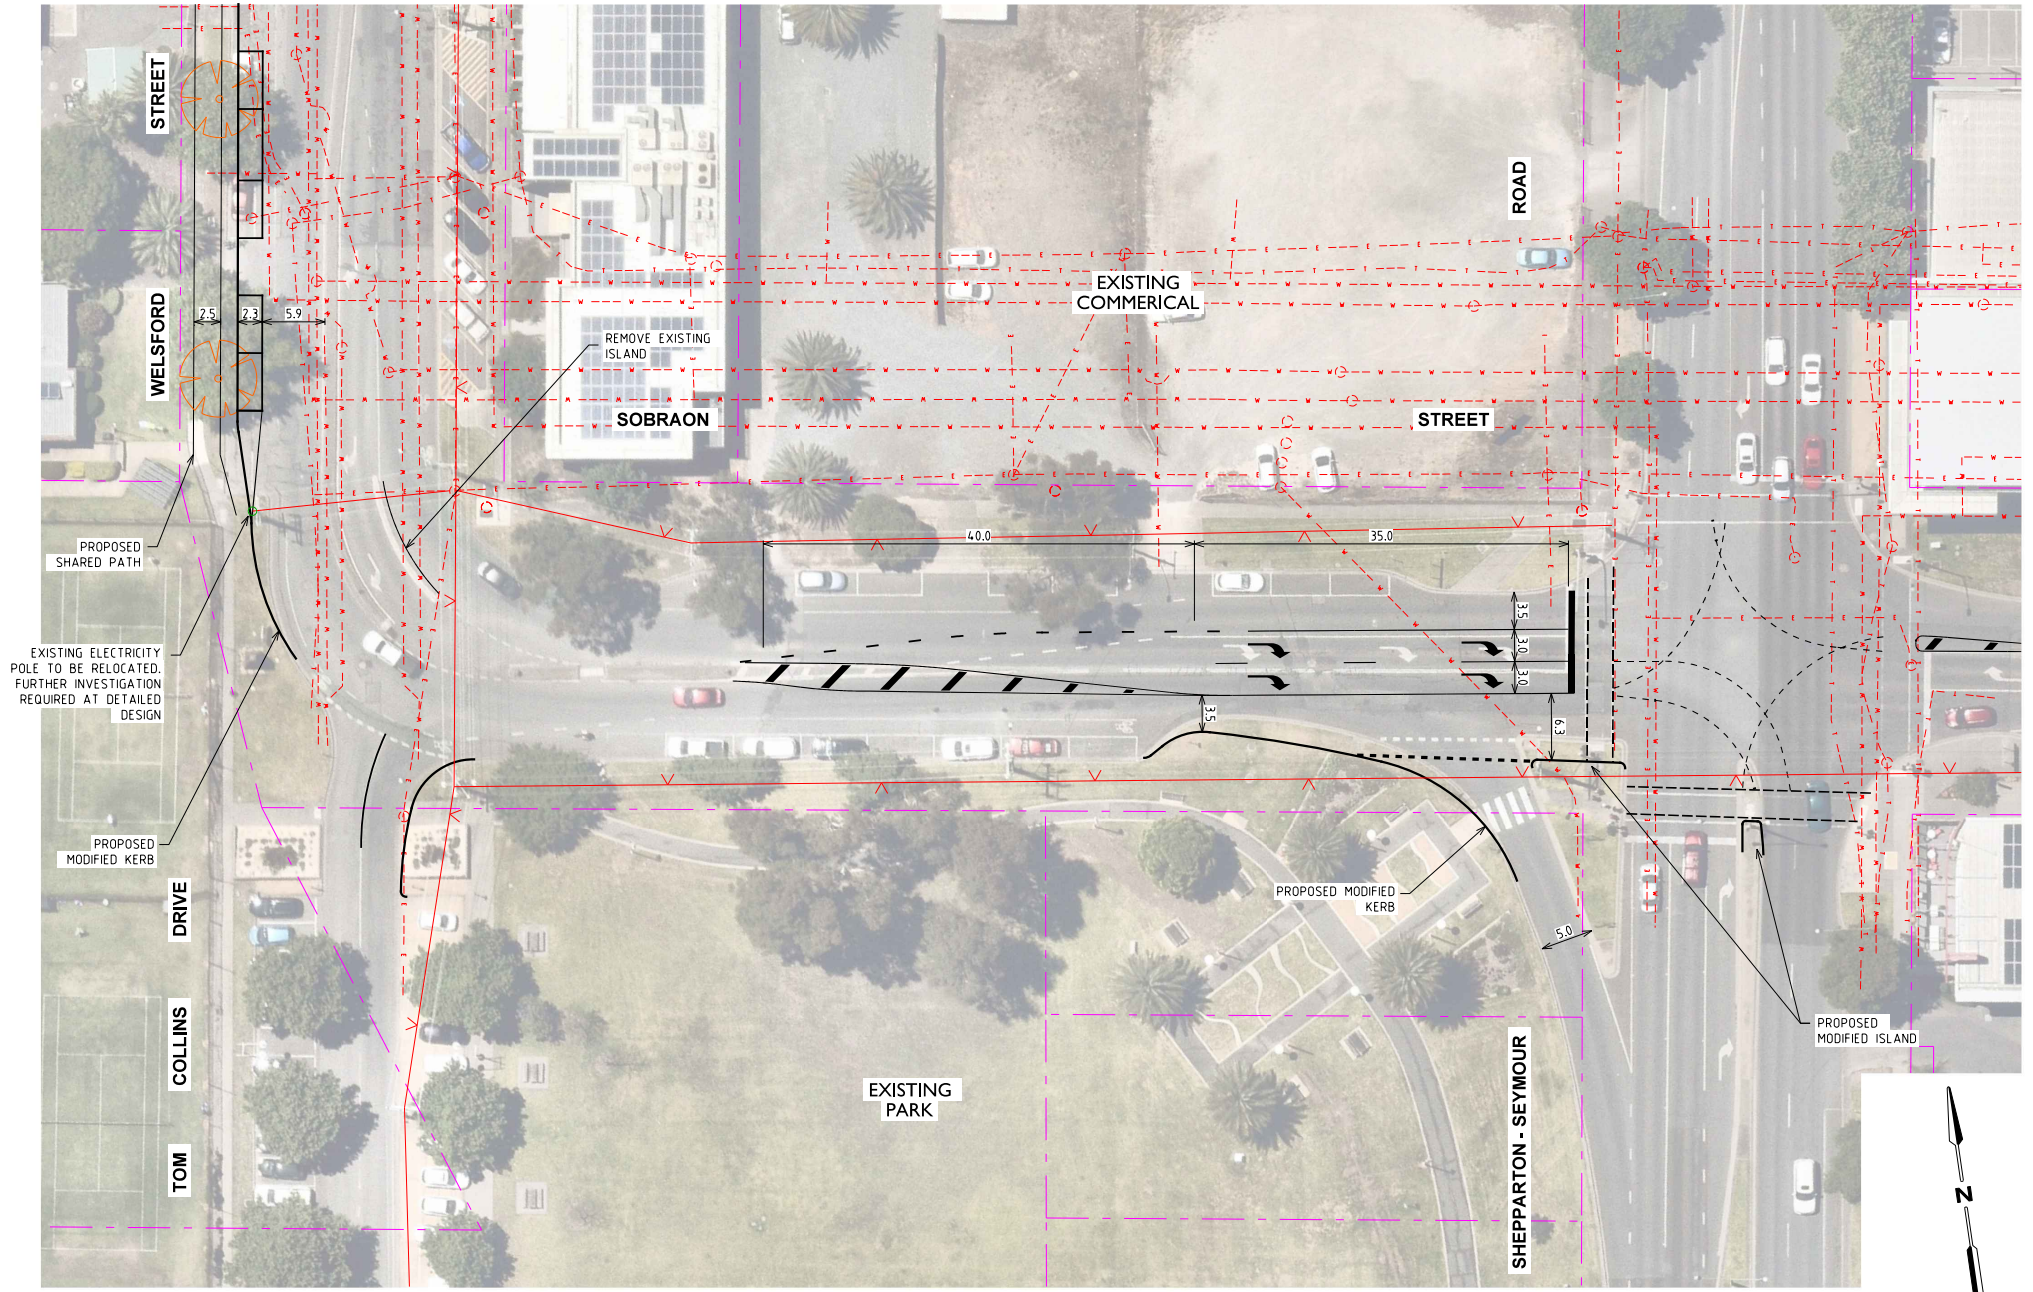 STREET
WELSFORD
ROAD
2.5
2.3
5.9
EXISTING
COMMERICAL
REMOVE EXISTING
ISLAND
SOBRAON
STREET
40.0
35.0
PROPOSED
SHARED PATH
3.5
3.0
3.0
EXISTING ELECTRICITY
POLE TO BE RELOCATED.
FURTHER INVESTIGATION
REQUIRED AT DETAILED
DESIGN
3.5
6.3
PROPOSED
MODIFIED KERB
PROPOSED MODIFIED
KERB
5.0
DRIVE
COLLINS
TOM
EXISTING
PARK
SHEPPARTON - SEYMOUR
PROPOSED
MODIFIED ISLAND
N